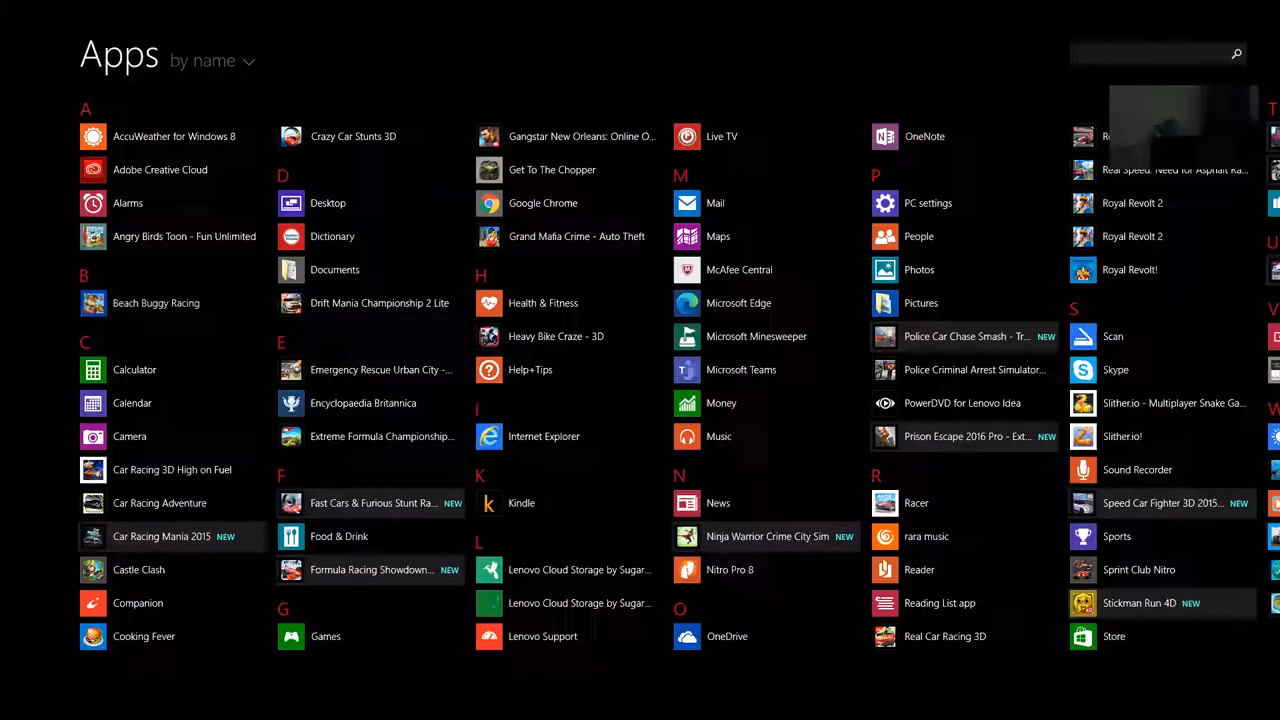 Apps by name
A
AccuWeather for Windows 8
Adobe Creative Cloud
Alarms
Angry Birds Toon - Fun Unlimited
B
Beach Buggy Racing
C
Calculator
Calendar
Camera
Car Racing 3D High on Fuel
Car Racing Adventure
Car Racing Mania 2015 NEW
Castle Clash
Companion
Cooking Fever
Crazy Car Stunts 3D
D
Desktop
Dictionary
Documents
Drift Mania Championship 2 Lite
E
Emergency Rescue Urban City -...
Encyclopaedia Britannica
Extreme Formula Championship...
F
Fast Cars & Furious Stunt Ra... NEW
Food & Drink
Formula Racing Showdown... NEW
G
Games
Gangstar New Orleans: Online O...
Get To The Chopper
Google Chrome
Grand Mafia Crime - Auto Theft
H
Health & Fitness
Heavy Bike Craze - 3D
Help+Tips
I
Internet Explorer
K
Kindle
L
Lenovo Cloud Storage by Sugar...
Lenovo Cloud Storage by Sugar...
Lenovo Support
Live TV
M
Mail
Maps
McAfee Central
Microsoft Edge
Microsoft Minesweeper
Microsoft Teams
Money
Music
N
News
Ninja Warrior Crime City Sim NEW
Nitro Pro 8
O
OneDrive
OneNote
P
PC settings
People
Photos
Pictures
Police Car Chase Smash - Tr... NEW
Police Criminal Arrest Simulator...
PowerDVD for Lenovo Idea
Prison Escape 2016 Pro - Ext... NEW
R
Racer
rara music
Reader
Reading List app
Real Car Racing 3D
Real Speed: Need for Asphalt Ra...
Royal Revolt 2
Royal Revolt 2
Royal Revolt!
S
Scan
Skype
Slither.io - Multiplayer Snake Ga...
Slither.io!
Sound Recorder
Speed Car Fighter 3D 2015... NEW
Sports
Sprint Club Nitro
Stickman Run 4D NEW
Store
T
U
V
W